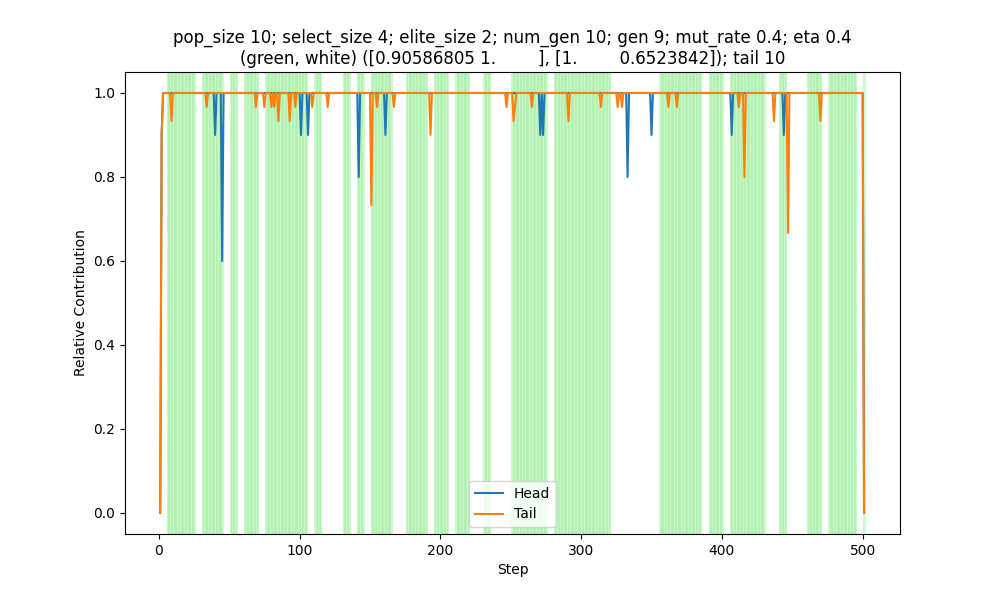 pop_size 10; select_size 4; elite_size 2; num_gen 10; gen 9; mut_rate 0.4; eta 0.4
(green, white) ([0.90586805 1.         ], [1.         0.6523842]); tail 10
Relative Contribution
1.0
0.8
0.6
0.4
0.2
0.0
Head
Tail
0 100 200 300 400 500
Step